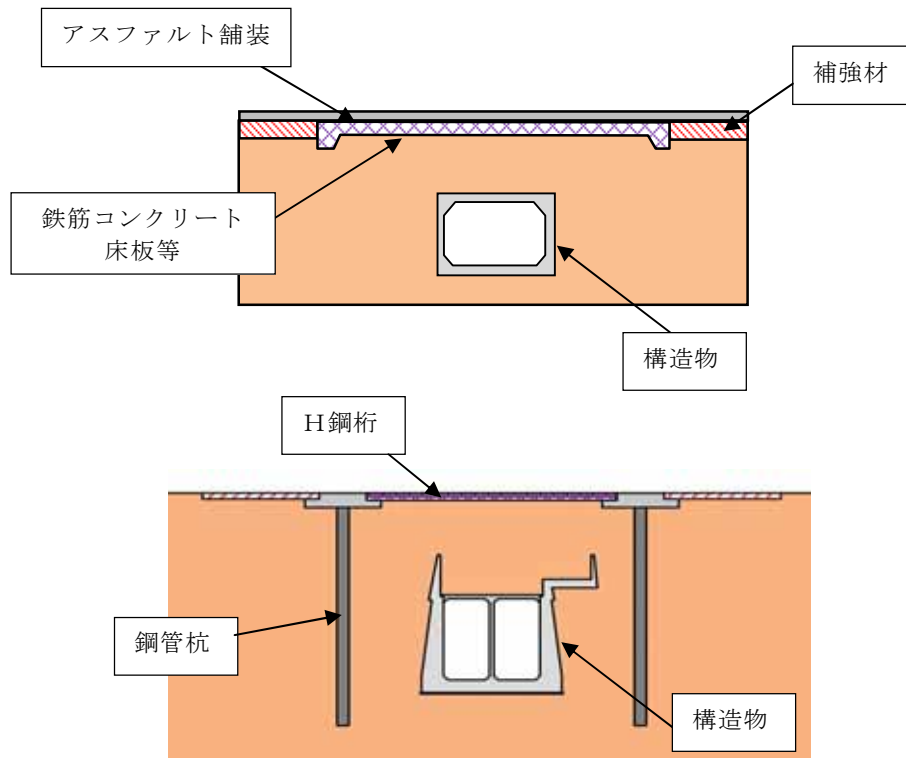 アスファルト舗装
補強材
鉄筋コンクリート
床板等
構造物
Ｈ鋼桁
鋼管杭
構造物